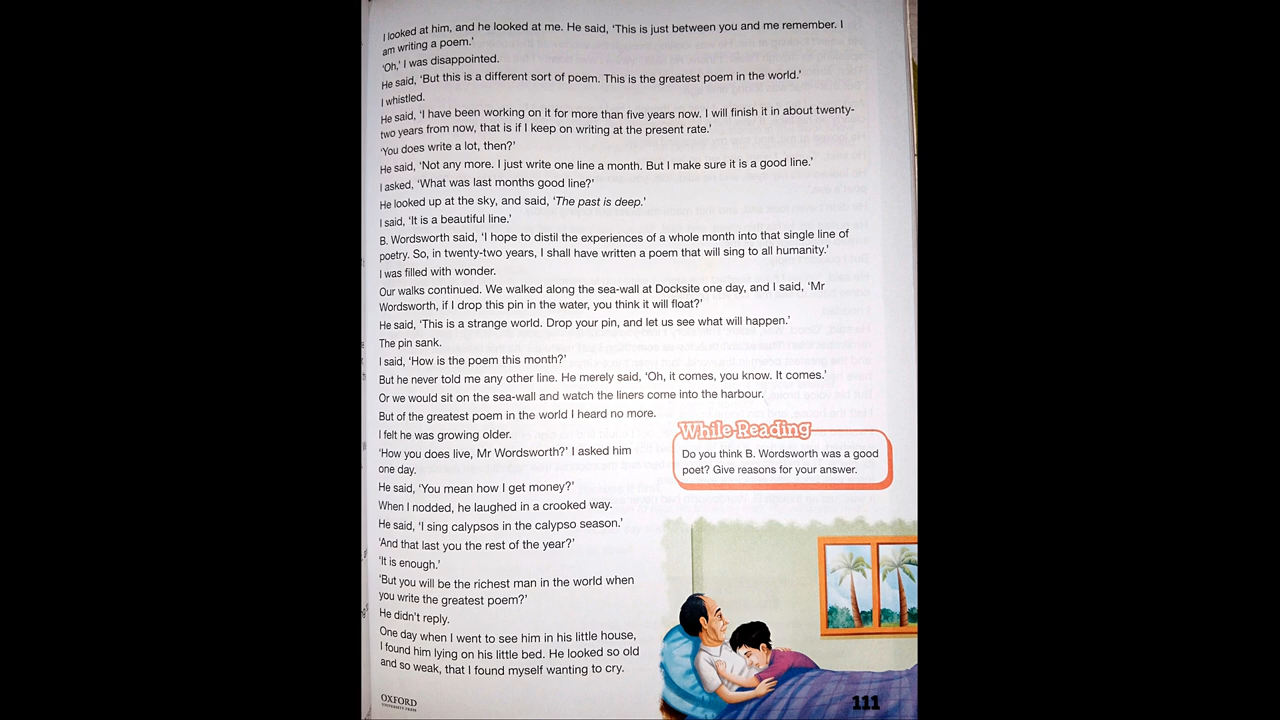 I looked at him, and he looked at me. He said, ‘This is just between you and me remember. I
am writing a poem.’
‘Oh,’ I was disappointed.
He said, ‘But this is a different sort of poem. This is the greatest poem in the world.’
I whistled.
He said, ‘I have been working on it for more than five years now. I will finish it in about twenty-
two years from now, that is if I keep on writing at the present rate.’
‘You does write a lot, then?’
He said, ‘Not any more. I just write one line a month. But I make sure it is a good line.’
I asked, ‘What was last months good line?’
He looked up at the sky, and said, ‘The past is deep.’
I said, ‘It is a beautiful line.’
B. Wordsworth said, ‘I hope to distil the experiences of a whole month into that single line of
poetry. So, in twenty-two years, I shall have written a poem that will sing to all humanity.’
I was filled with wonder.
Our walks continued. We walked along the sea-wall at Docksite one day, and I said, ‘Mr
Wordsworth, if I drop this pin in the water, you think it will float?’
He said, ‘This is a strange world. Drop your pin, and let us see what will happen.’
The pin sank.
I said, ‘How is the poem this month?’
But he never told me any other line. He merely said, ‘Oh, it comes, you know. It comes.’
Or we would sit on the sea-wall and watch the liners come into the harbour.
But of the greatest poem in the world I heard no more.
I felt he was growing older.
‘How you does live, Mr Wordsworth?’ I asked him
one day.
He said, ‘You mean how I get money?’
When I nodded, he laughed in a crooked way.
He said, ‘I sing calypsos in the calypso season.’
‘And that last you the rest of the year?’
‘It is enough.’
‘But you will be the richest man in the world when
you write the greatest poem?’
He didn't reply.
One day when I went to see him in his little house,
I found him lying on his little bed. He looked so old
and so weak, that I found myself wanting to cry.
While-Reading
Do you think B. Wordsworth was a good
poet? Give reasons for your answer.
OXFORD
UNIVERSITY PRESS
111